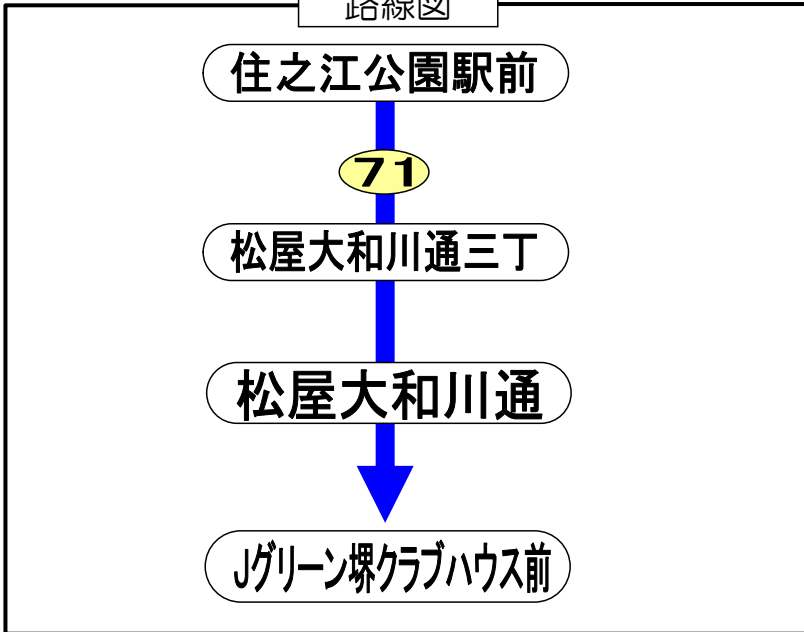 路線図
住之江公園駅前
71
松屋大和川通三丁
松屋大和川通
Jグリーン堺クラブハウス前